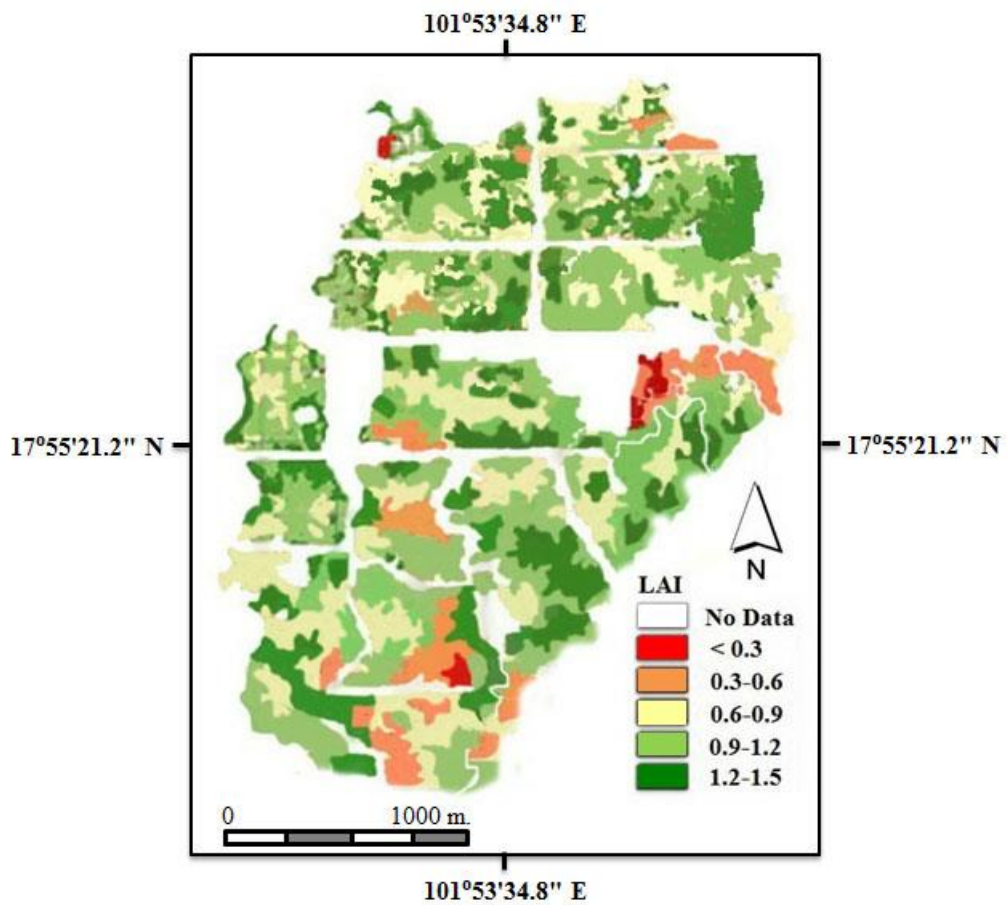 101°53'34.8" E
17°55'21.2" N
17°55'21.2" N
N
LAI
No Data
< 0.3
0.3-0.6
0.6-0.9
0.9-1.2
1.2-1.5
0 1000 m.
101°53'34.8" E